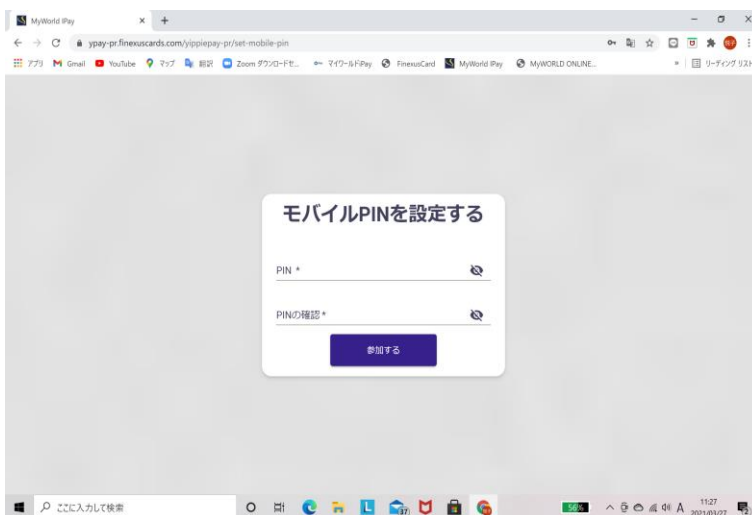 MyWorld iPay
ypay-pr.finexuscards.com/yippiepay-pr/set-mobile-pin
アプリ Gmail YouTube マップ 翻訳 Zoom ダウンロードセ... マイワールドiPay FinexusCard MyWorld IPay MyWORLD ONLINE... » リーディング リスト
モバイルPINを設定する
PIN *
PINの確認 *
参加する
ここに入力して検索
56%
A
11:27
2021/03/27